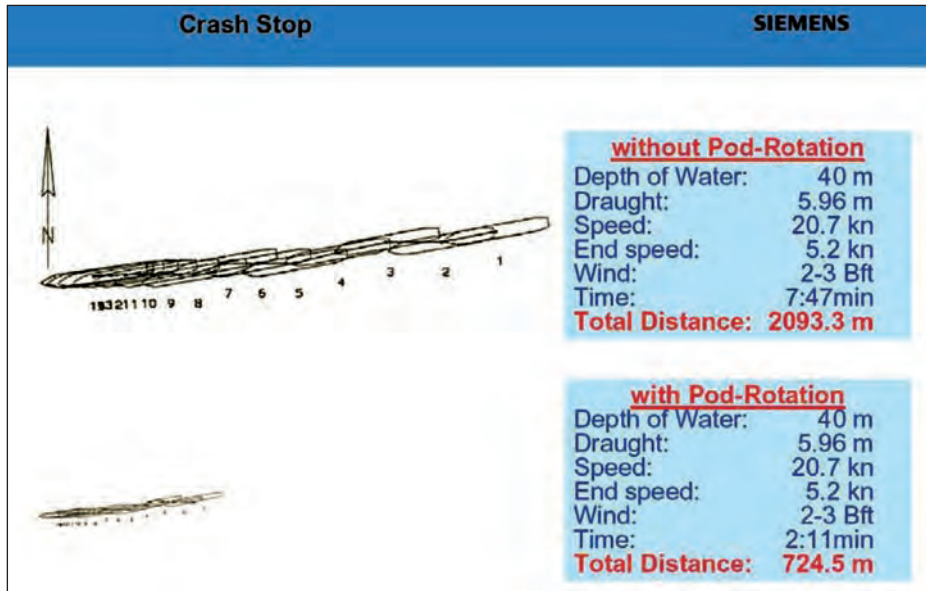 Crash Stop
SIEMENS
N
1
2
3
4
5
6
7
8
9
10
without Pod-Rotation
Depth of Water: 40 m
Draught: 5.96 m
Speed: 20.7 kn
End speed: 5.2 kn
Wind: 2-3 Bft
Time: 7:47min
Total Distance: 2093.3 m
with Pod-Rotation
Depth of Water: 40 m
Draught: 5.96 m
Speed: 20.7 kn
End speed: 5.2 kn
Wind: 2-3 Bft
Time: 2:11min
Total Distance: 724.5 m